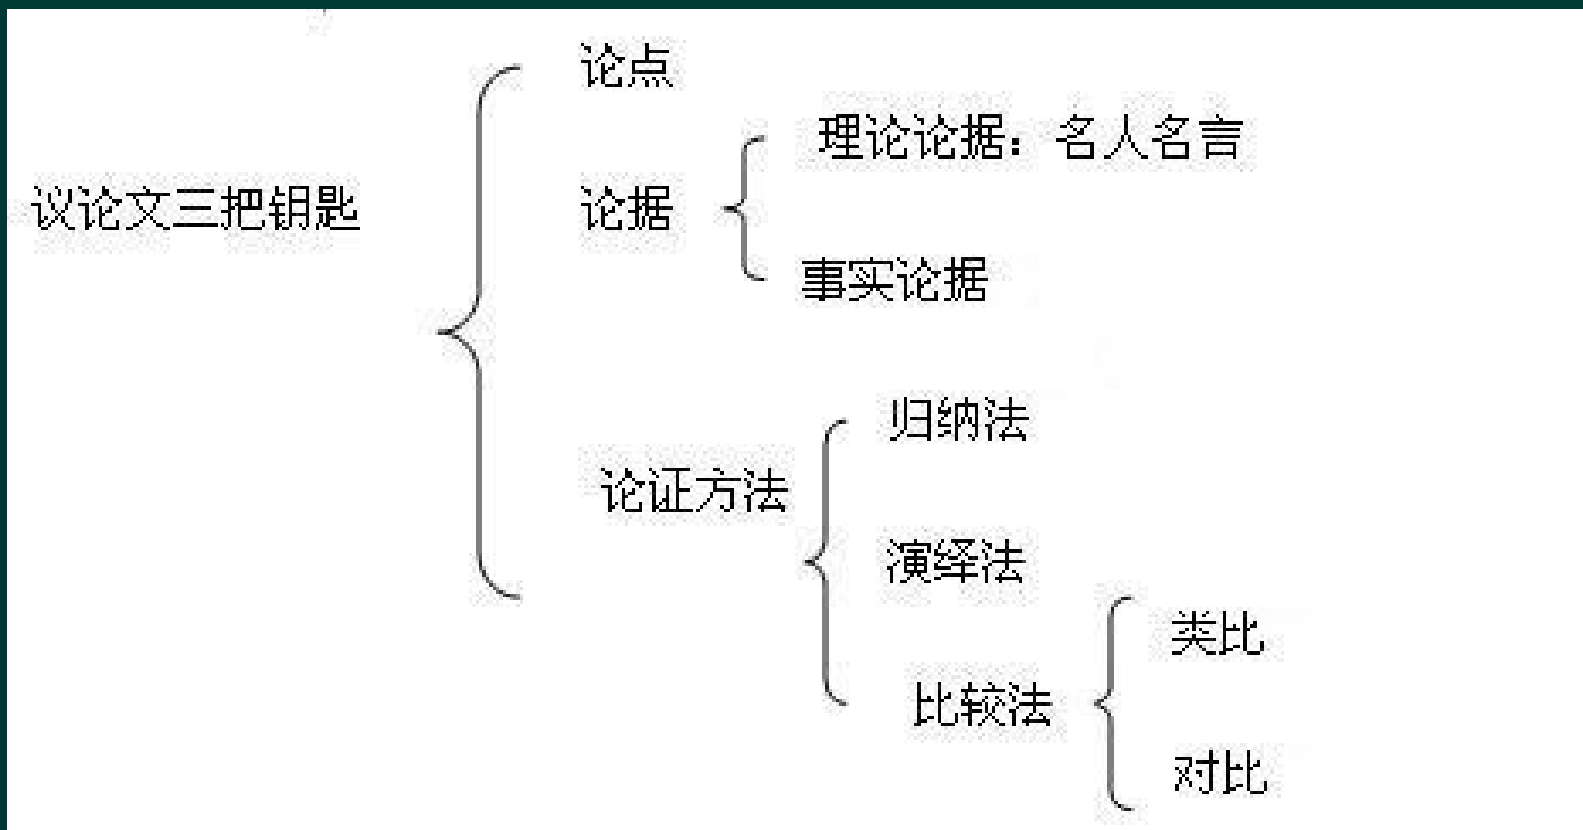 议论文三把钥匙
论点
论据
理论论据：名人名言
事实论据
论证方法
归纳法
演绎法
比较法
类比
对比